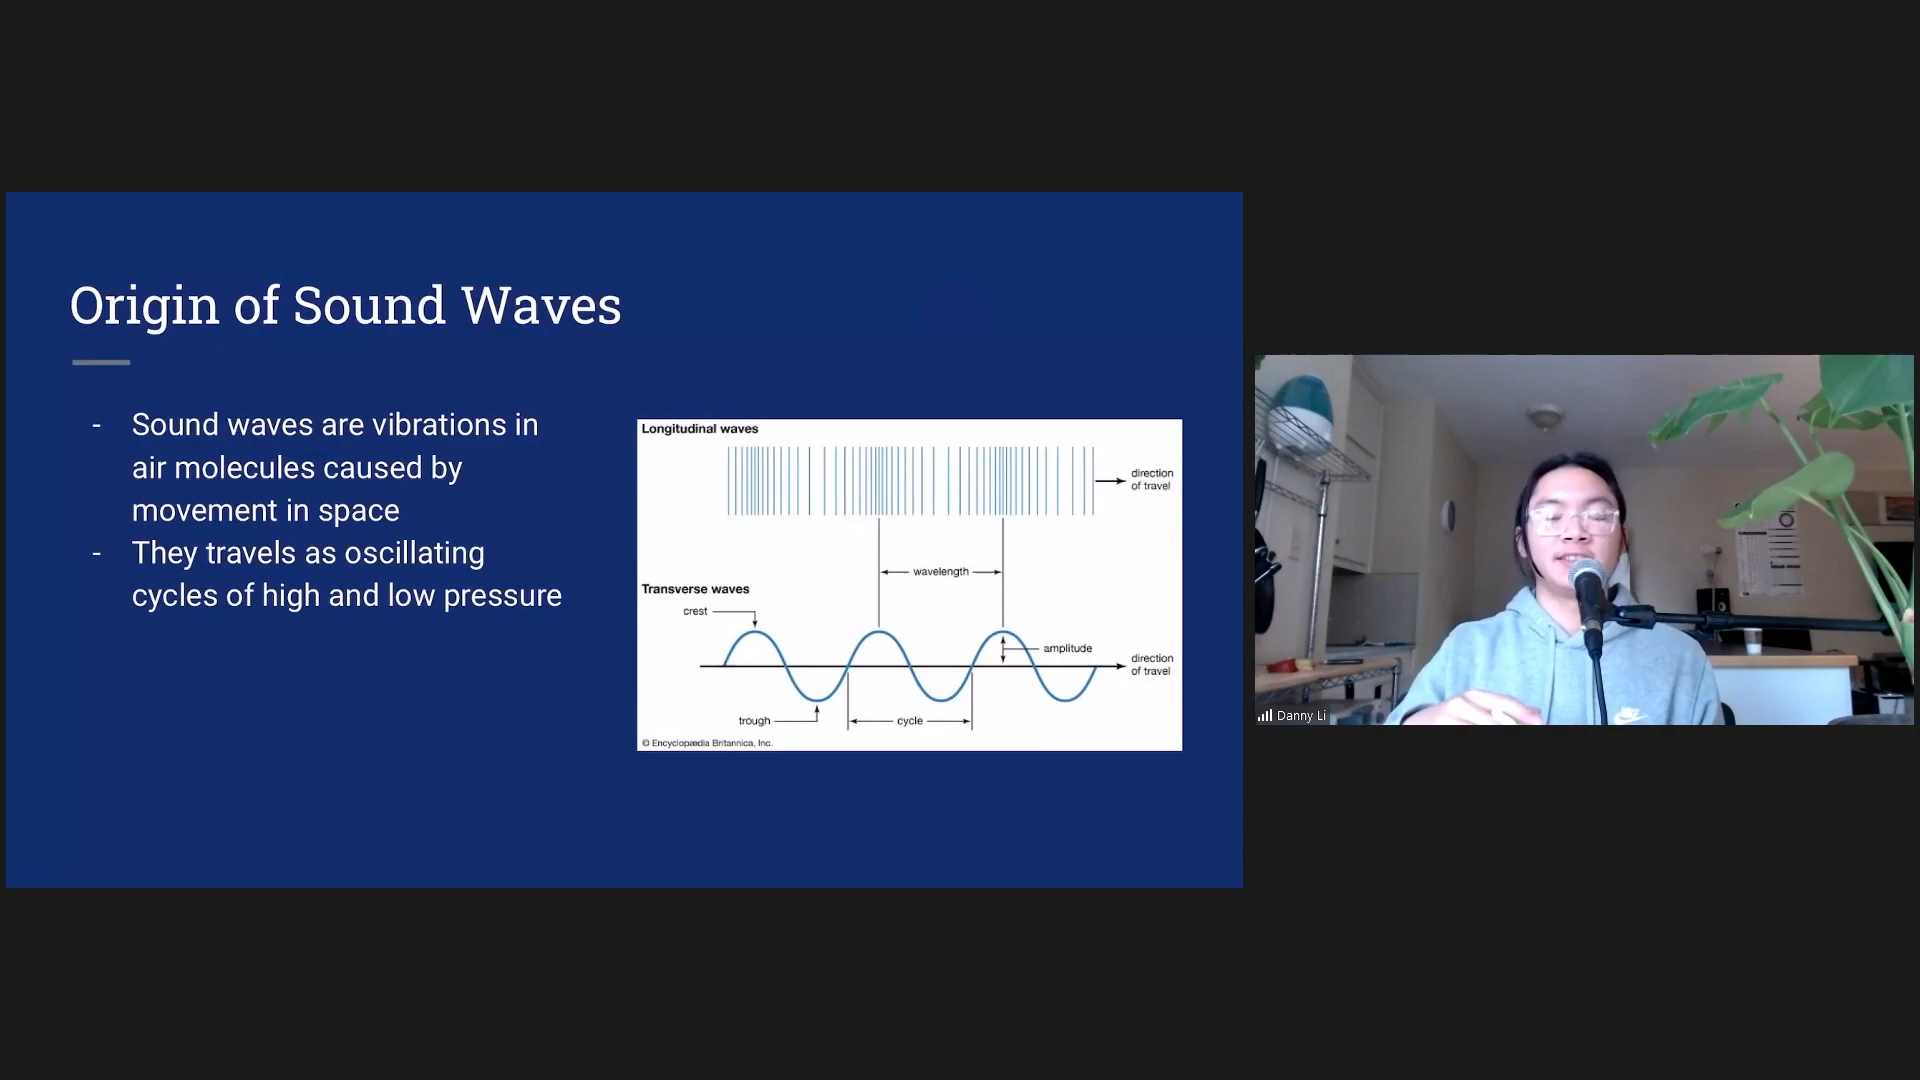 Origin of Sound Waves
- Sound waves are vibrations in
air molecules caused by
movement in space
- They travels as oscillating
cycles of high and low pressure
Longitudinal waves
direction
of travel
wavelength
Transverse waves
crest
amplitude
direction
of travel
trough
cycle
© Encyclopædia Britannica, Inc.
Danny Li